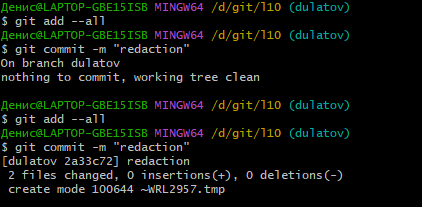 Денис@LAPTOP-GBE15ISB MINGW64 /d/git/l10 (dulatov)
$ git add --all
Денис@LAPTOP-GBE15ISB MINGW64 /d/git/l10 (dulatov)
$ git commit -m "redaction"
On branch dulatov
nothing to commit, working tree clean
Денис@LAPTOP-GBE15ISB MINGW64 /d/git/l10 (dulatov)
$ git add --all
Денис@LAPTOP-GBE15ISB MINGW64 /d/git/l10 (dulatov)
$ git commit -m "redaction"
[dulatov 2a33c72] redaction
2 files changed, 0 insertions(+), 0 deletions(-)
create mode 100644 ~WRL2957.tmp